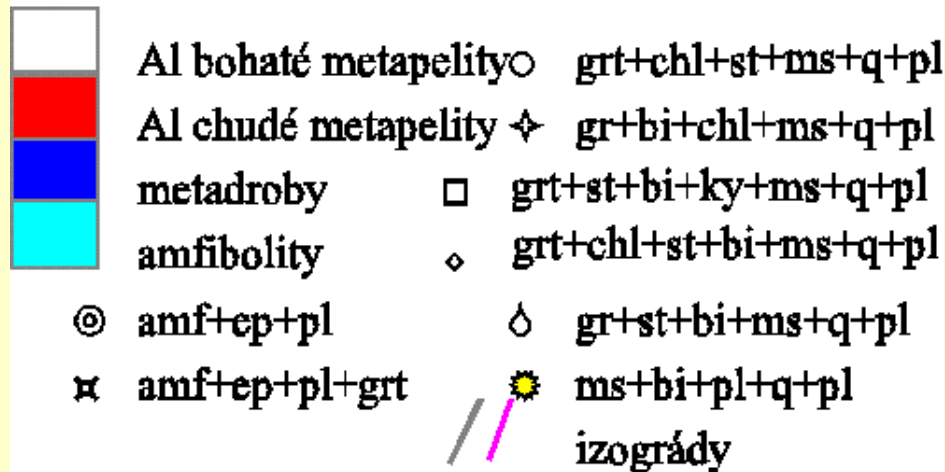 Al bohaté metapelity grt+chl+st+ms+q+pl
Al chudé metapelity gr+bi+chl+ms+q+pl
metadroby grt+st+bi+ky+ms+q+pl
amfibolity grt+chl+st+bi+ms+q+pl
amf+ep+pl gr+st+bi+ms+q+pl
amf+ep+pl+grt ms+bi+pl+q+pl
izogrády